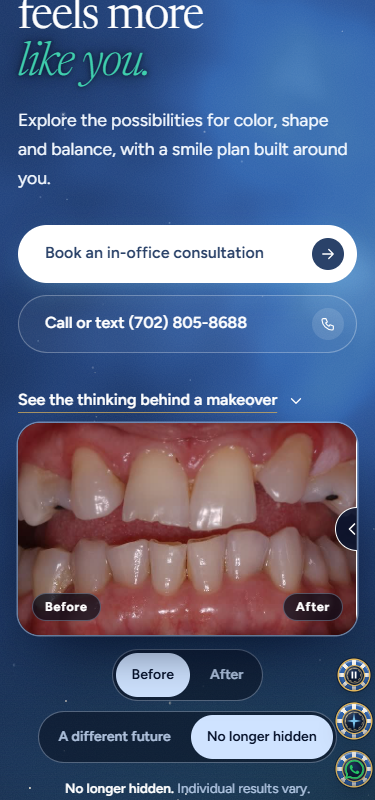 feels more
like you.
Explore the possibilities for color, shape
and balance, with a smile plan built around
you.
Book an in-office consultation
Call or text (702) 805-8688
See the thinking behind a makeover
Before
After
Before
After
A different future
No longer hidden
No longer hidden. Individual results vary.